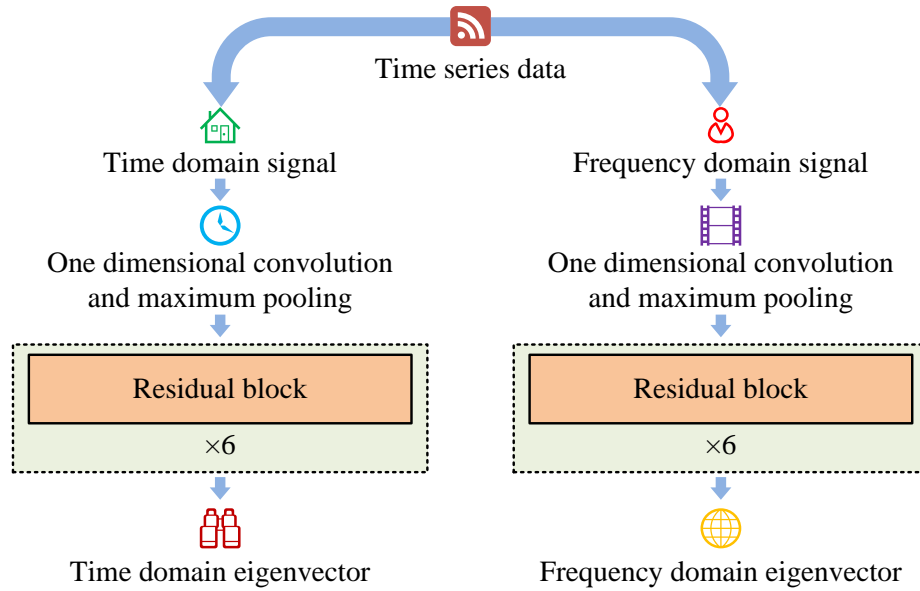 Time series data
Time domain signal
One dimensional convolution
and maximum pooling
Residual block
×6
Time domain eigenvector
Frequency domain signal
One dimensional convolution
and maximum pooling
Residual block
×6
Frequency domain eigenvector